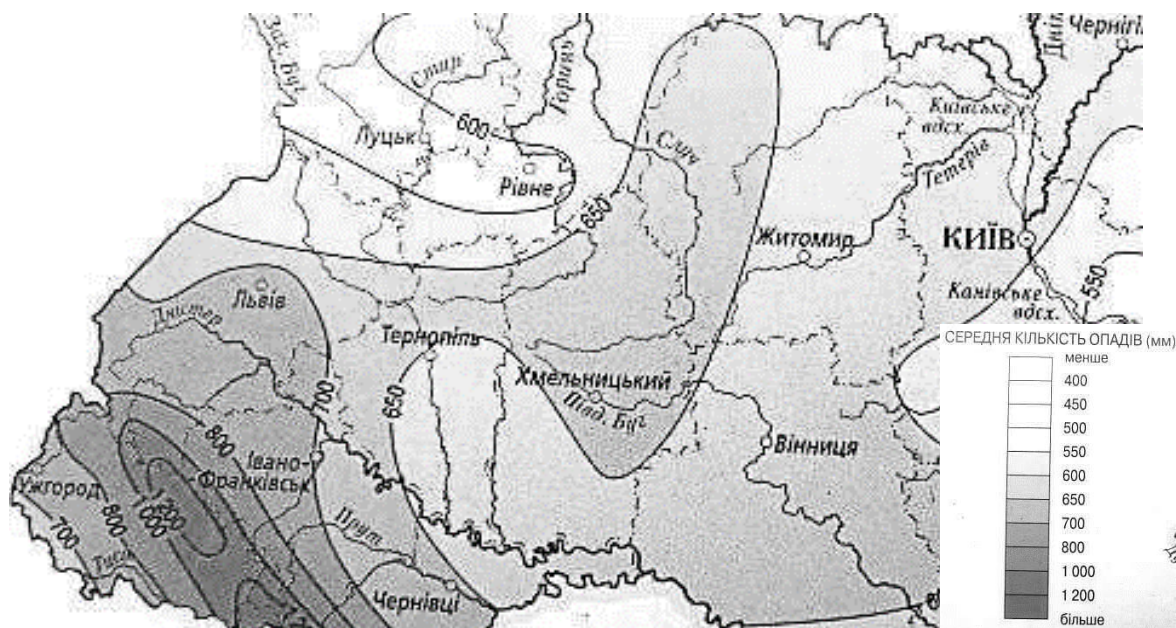 Зах. Буг
Стир
Горинь
Чернігі
Дніп
Луцьк
600
Рівне
Случ
Київське
вдсх.
Тетерів
650
Житомир
КИЇВ
550
Канівське
вдсх.
Львів
Дністер
Тернопіль
700
650
Хмельницький
Півд. Буг
Вінниця
800
Івано-
Франківськ
Ужгород
1200
1000
800
700
Тиса
Прут
Чернівці
СЕРЕДНЯ КІЛЬКІСТЬ ОПАДІВ (мм)
менше
400
450
500
550
600
650
700
800
1 000
1 200
більше